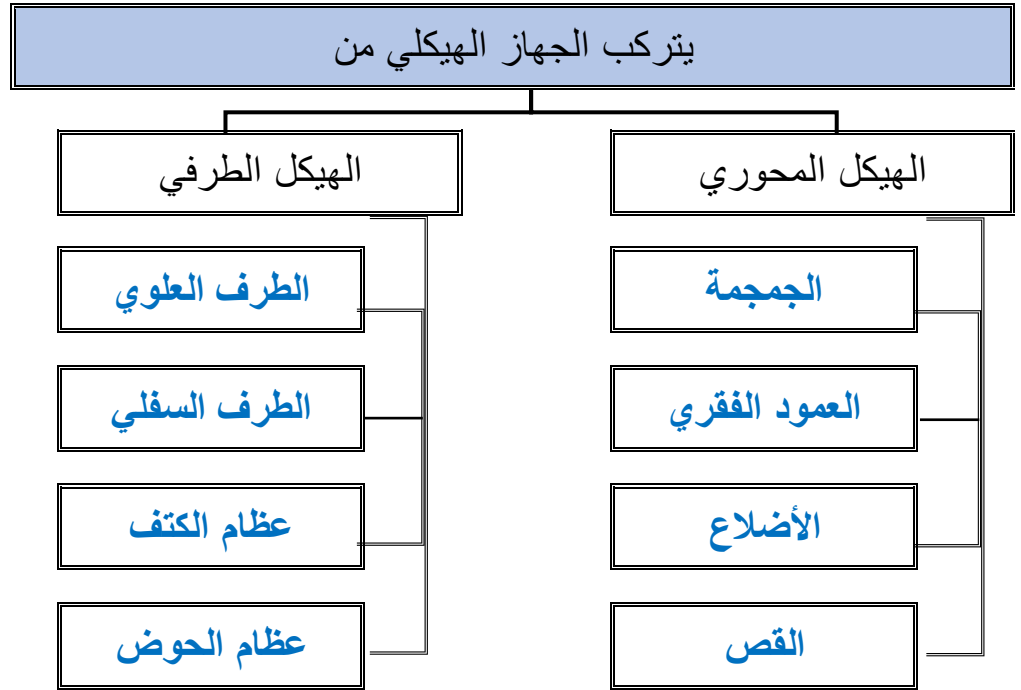 يتركب الجهاز الهيكلي من
الهيكل المحوري
الجمجمة
العمود الفقري
الأضلاع
القص
الهيكل الطرفي
الطرف العلوي
الطرف السفلي
عظام الكتف
عظام الحوض